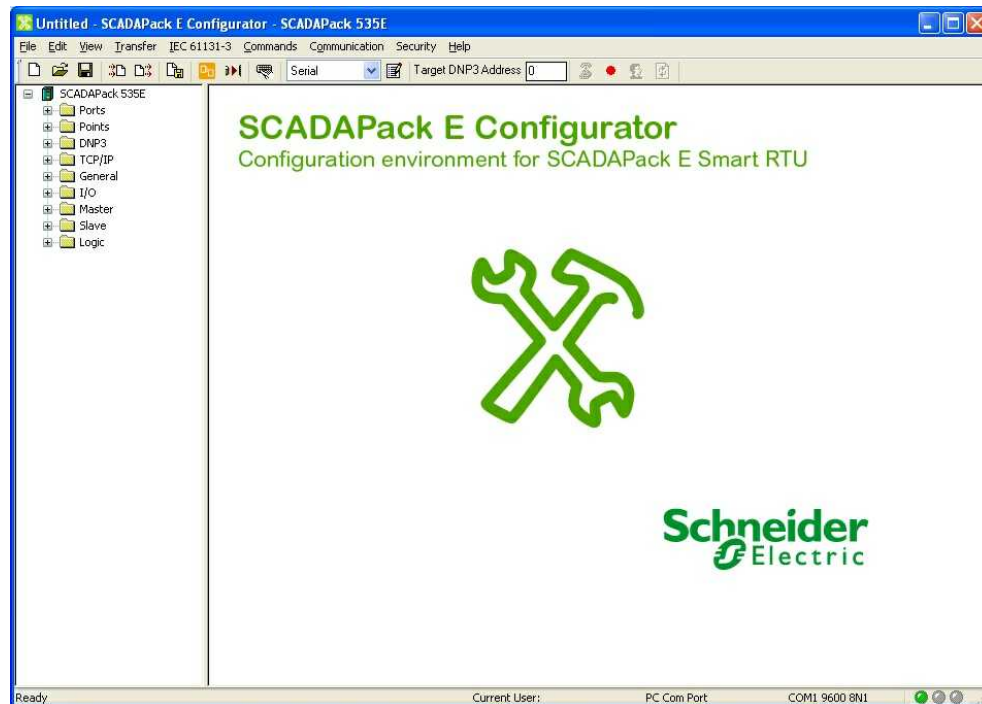 Untitled - SCADAPack E Configurator - SCADAPack 535E
File Edit View Transfer IEC 61131-3 Commands Communication Security Help
Serial Target DNP3 Address 0
SCADAPack 535E
Ports
Points
DNP3
TCP/IP
General
I/O
Master
Slave
Logic
SCADAPack E Configurator
Configuration environment for SCADAPack E Smart RTU
Schneider
Electric
Ready Current User: PC Com Port COM1 9600 8N1